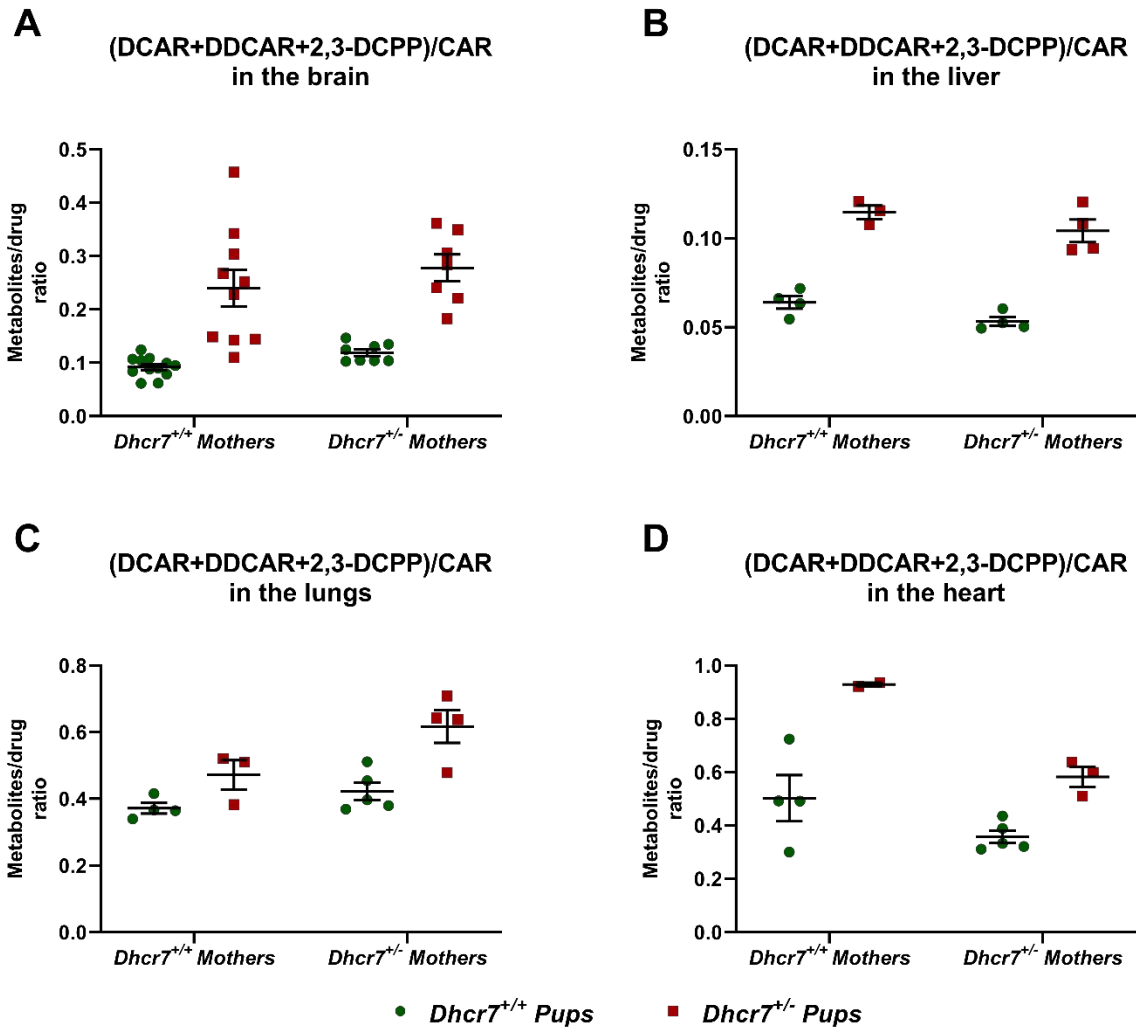 A
(DCAR+DDCAR+2,3-DCPP)/CAR
in the brain
Metabolites/drug
ratio
0.5
0.4
0.3
0.2
0.1
0.0
Dhcr7+/+ Mothers
Dhcr7+/- Mothers
B
(DCAR+DDCAR+2,3-DCPP)/CAR
in the liver
Metabolites/drug
ratio
0.15
0.10
0.05
0.00
Dhcr7+/+ Mothers
Dhcr7+/- Mothers
C
(DCAR+DDCAR+2,3-DCPP)/CAR
in the lungs
Metabolites/drug
ratio
0.8
0.6
0.4
0.2
0.0
Dhcr7+/+ Mothers
Dhcr7+/- Mothers
D
(DCAR+DDCAR+2,3-DCPP)/CAR
in the heart
Metabolites/drug
ratio
1.0
0.8
0.6
0.4
0.2
0.0
Dhcr7+/+ Mothers
Dhcr7+/- Mothers
Dhcr7+/+ Pups
Dhcr7+/- Pups